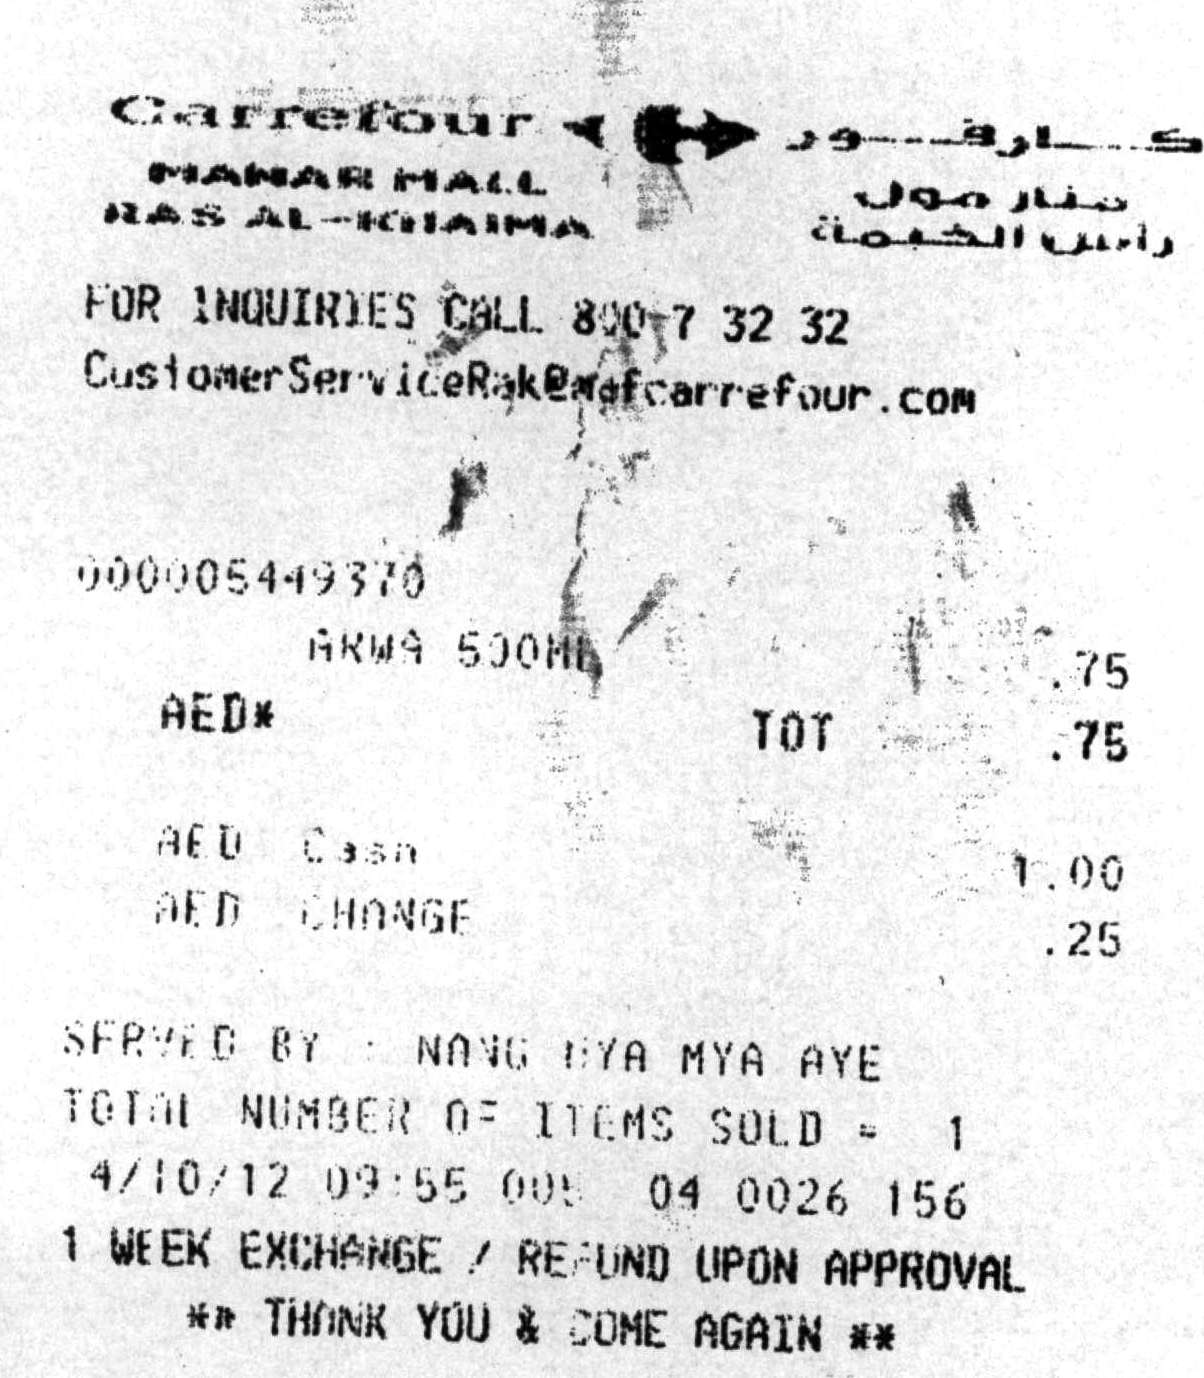 Carrefour كارفور
MANAR MALL منار مول
RAS AL-KHAIMA رأس الخيمة
FOR INQUIRIES CALL 800 7 32 32
CustomerServiceRak@mafcarrefour.com
0000005449370
ARWA 500ML .75
AED* TOT .75
AED Cash 1.00
AED CHANGE .25
SERVED BY : NANG MYA MYA AYE
TOTAL NUMBER OF ITEMS SOLD = 1
4/10/12 09:55 005 04 0026 156
1 WEEK EXCHANGE / REFUND UPON APPROVAL
** THANK YOU & COME AGAIN **